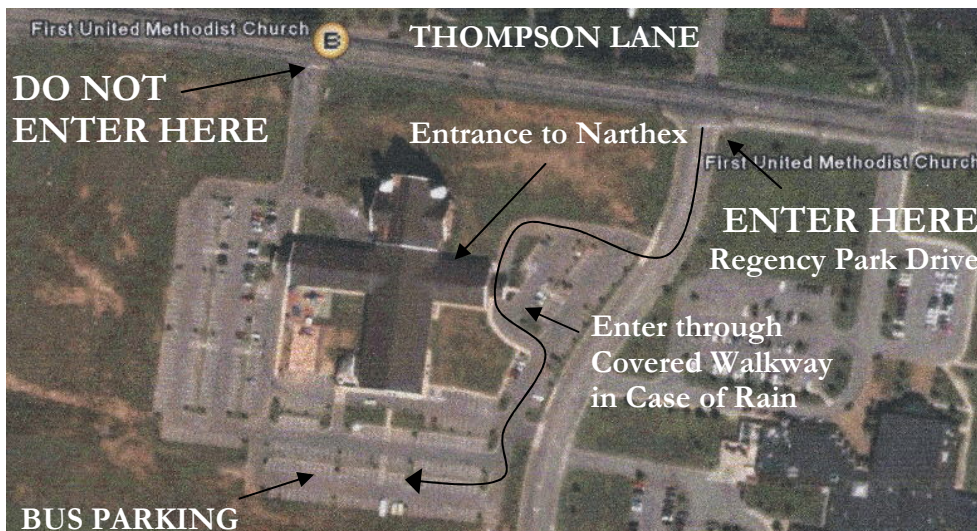 First United Methodist Church
B
THOMPSON LANE
DO NOT
ENTER HERE
Entrance to Narthex
First United Methodist Church
ENTER HERE
Regency Park Drive
Enter through
Covered Walkway
in Case of Rain
BUS PARKING